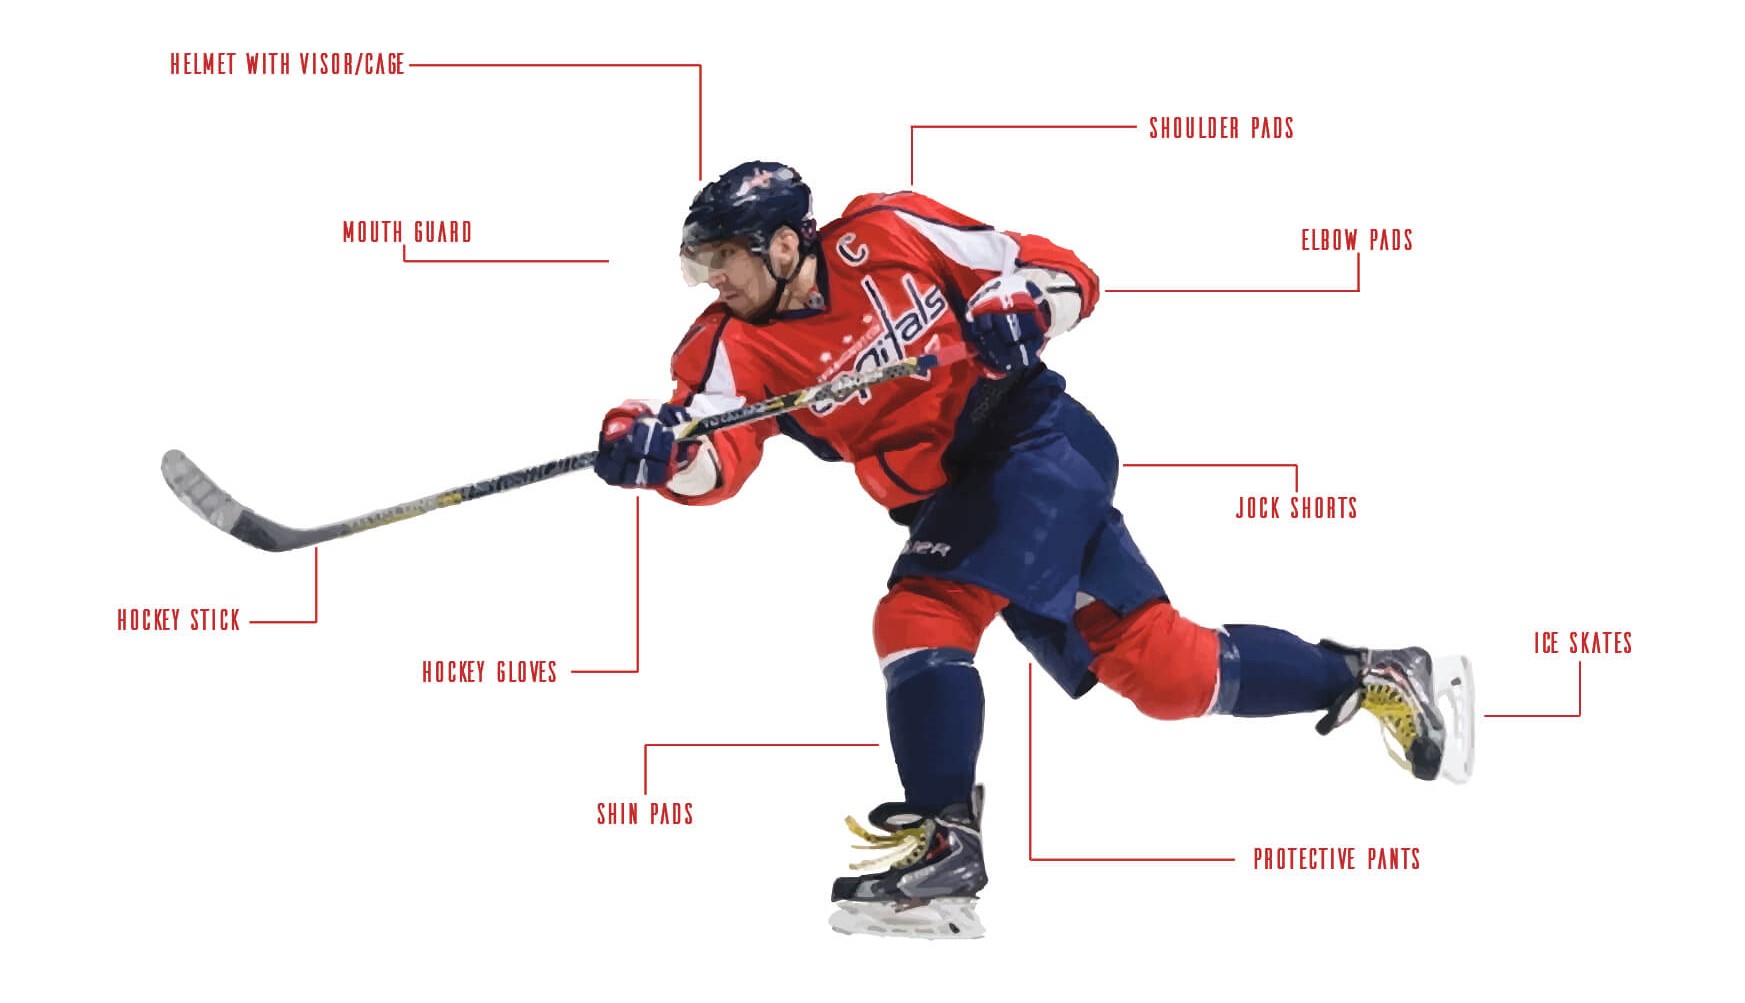 HELMET WITH VISOR/CAGE
SHOULDER PADS
MOUTH GUARD
ELBOW PADS
C
Capitals
JOCK SHORTS
HOCKEY STICK
HOCKEY GLOVES
ICE SKATES
SHIN PADS
PROTECTIVE PANTS